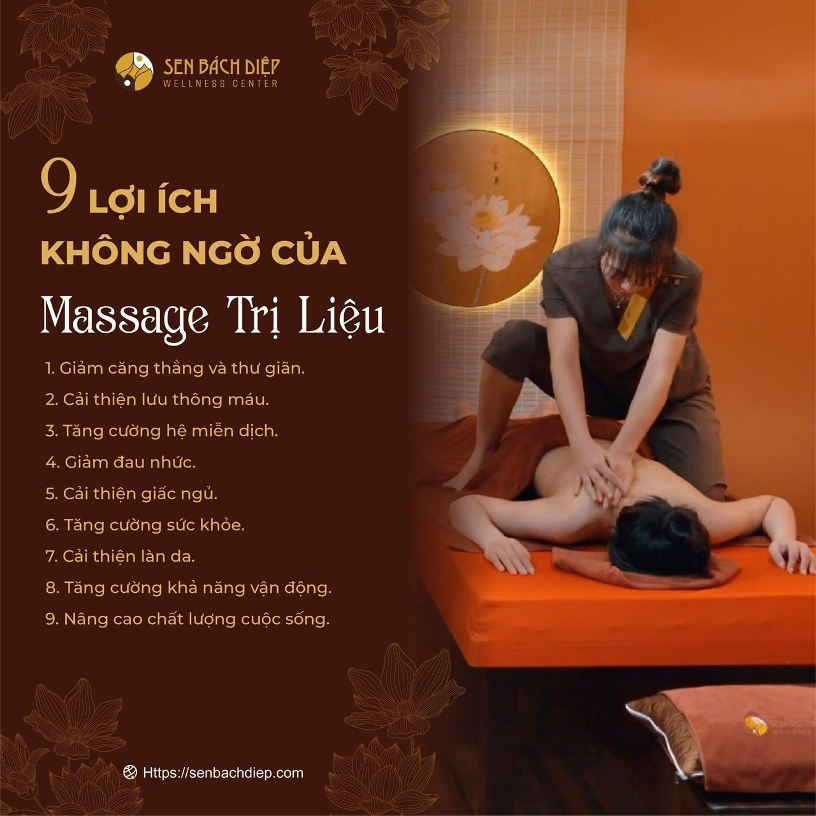 SEN BÁCH DIỆP
WELLNESS CENTER
9 LỢI ÍCH
KHÔNG NGỜ CỦA
Massage Trị Liệu
1. Giảm căng thẳng và thư giãn.
2. Cải thiện lưu thông máu.
3. Tăng cường hệ miễn dịch.
4. Giảm đau nhức.
5. Cải thiện giấc ngủ.
6. Tăng cường sức khỏe.
7. Cải thiện làn da.
8. Tăng cường khả năng vận động.
9. Nâng cao chất lượng cuộc sống.
Https://senbachdiep.com